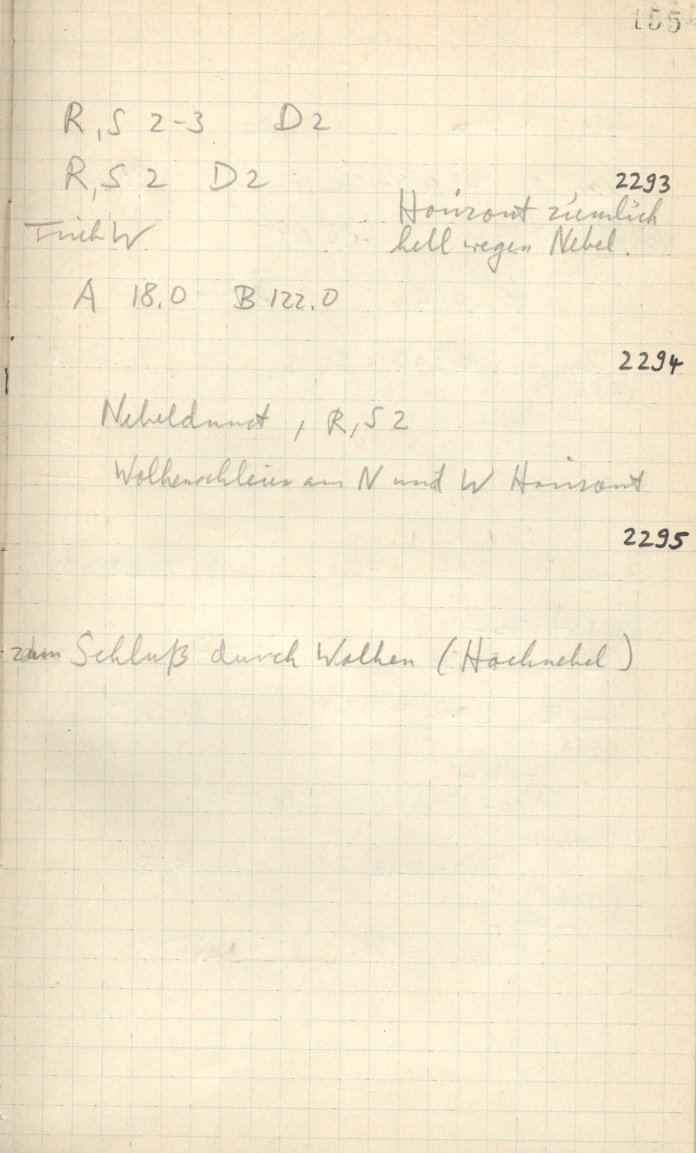 155
R, S 2-3 D2
R, S 2 D2
2293
Horizont ziemlich
hell wegen Nebel.
W
A 18.0 B 122.0
2294
Nebeldunst, R, S 2
Wolkenschleier am N und W Horizont
2295
zum Schluß durch Wolken (Hochnebel)